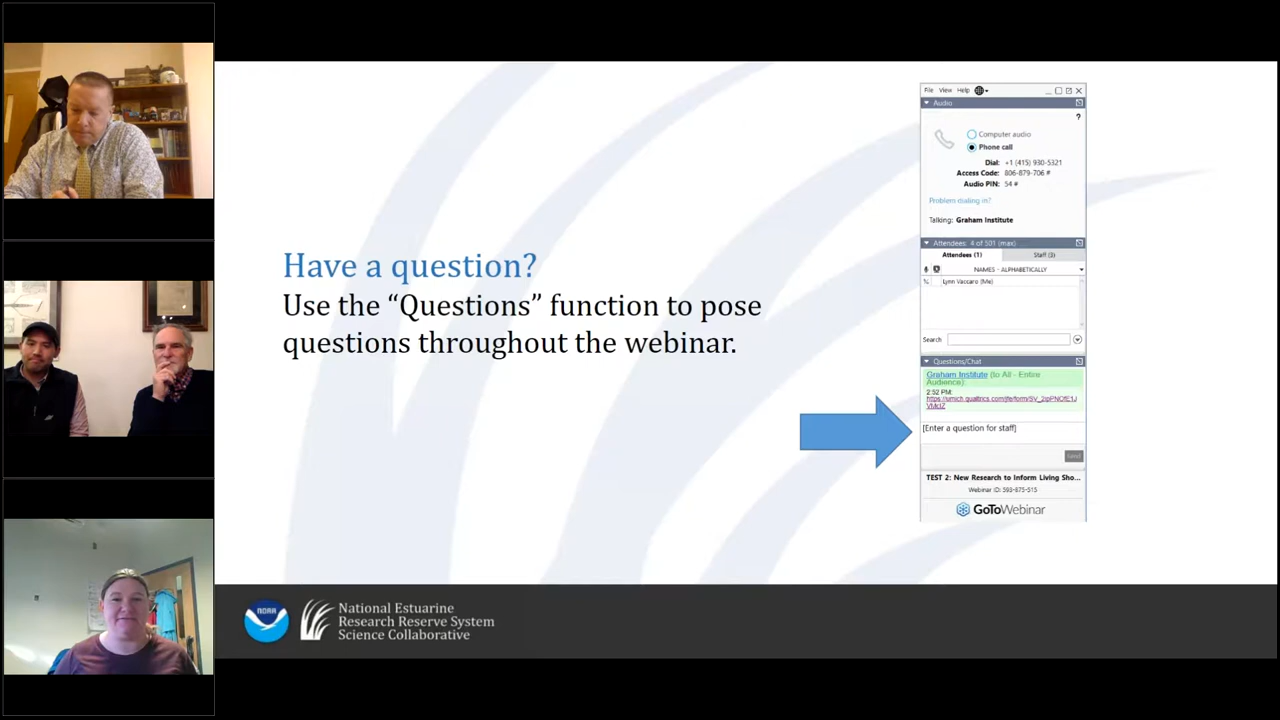 Have a question?
Use the “Questions” function to pose
questions throughout the webinar.
File View Help
Audio
?
Computer audio
Phone call
Dial: +1 (415) 930-5321
Access Code: 806-879-706 #
Audio PIN: 54 #
Problem dialing in?
Talking: Graham Institute
Attendees: 4 of 501 (max)
Attendees (1) Staff (3)
NAMES - ALPHABETICALLY
Lynn Vaccaro (Me)
Search
Questions/Chat
Graham Institute (to All - Entire
Audience)
2:52 PM:
[Enter a question for staff]
Send
TEST 2: New Research to Inform Living Sho...
Webinar ID: 593-875-515
GoToWebinar
NOAA
National Estuarine
Research Reserve System
Science Collaborative